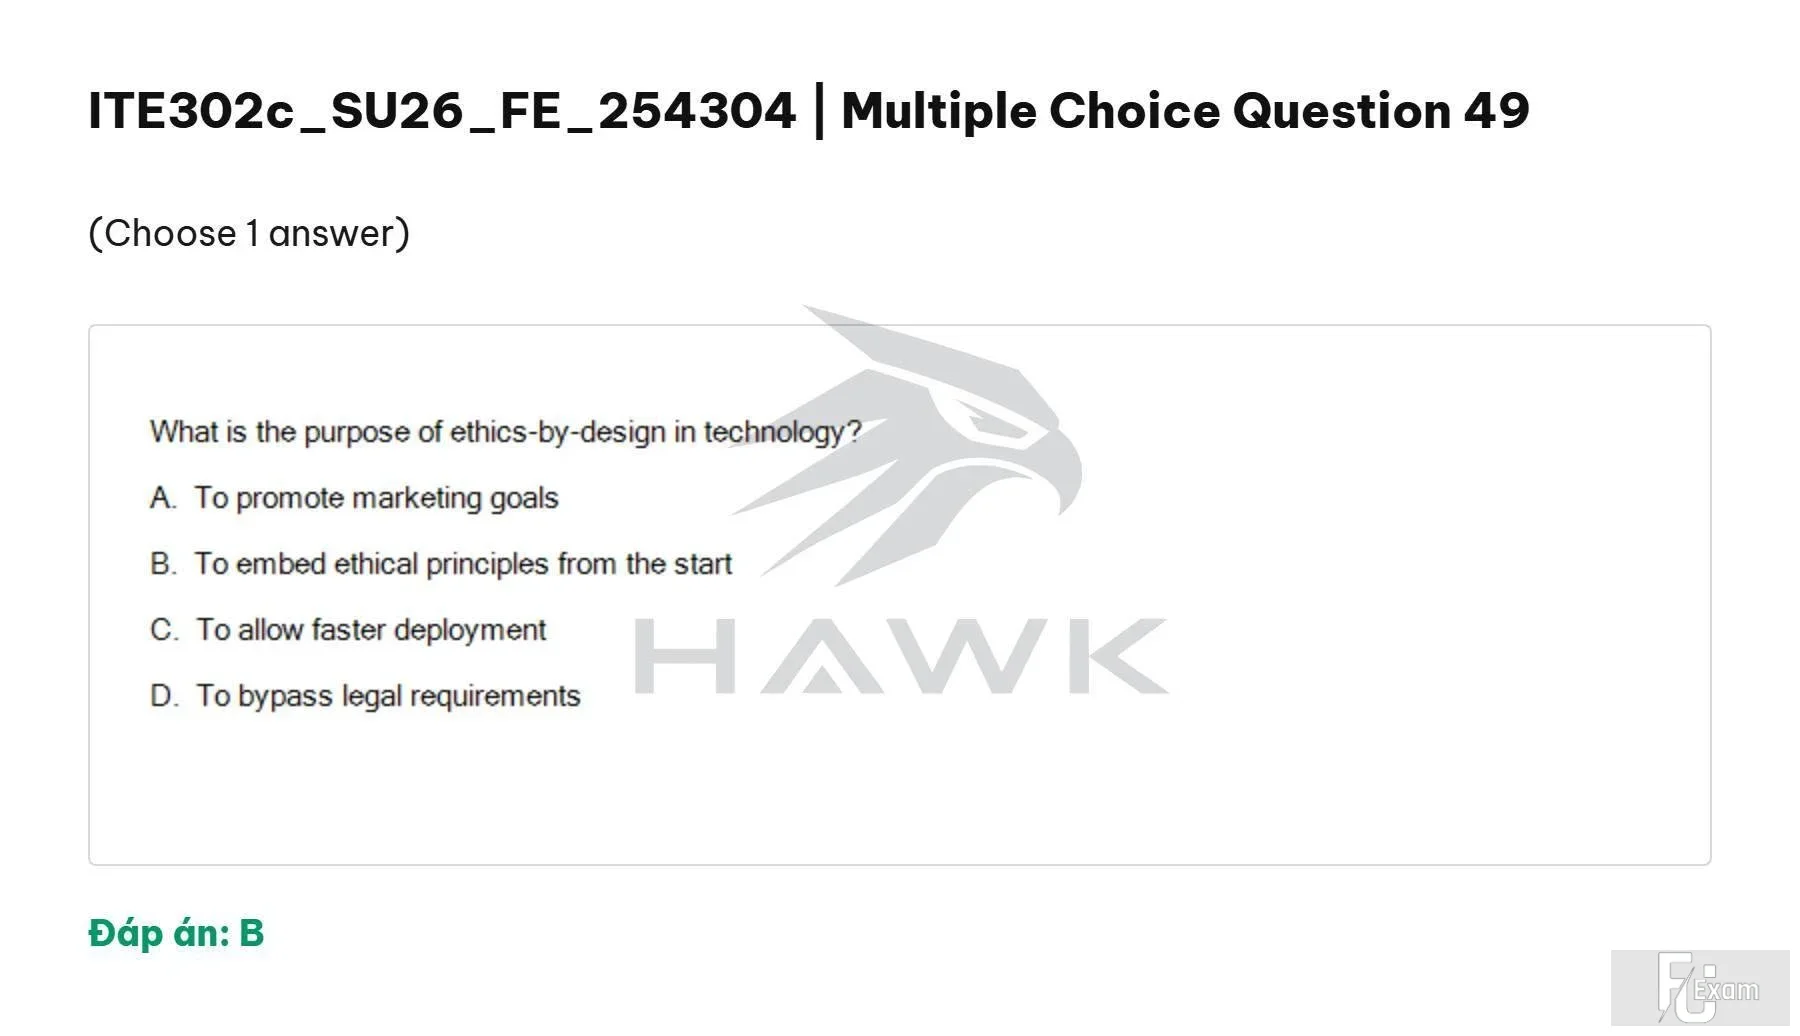 ITE302c_SU26_FE_254304 | Multiple Choice Question 49
(Choose 1 answer)
What is the purpose of ethics-by-design in technology?
A. To promote marketing goals
B. To embed ethical principles from the start
C. To allow faster deployment
D. To bypass legal requirements
HAWK
Đáp án: B
FU Exam